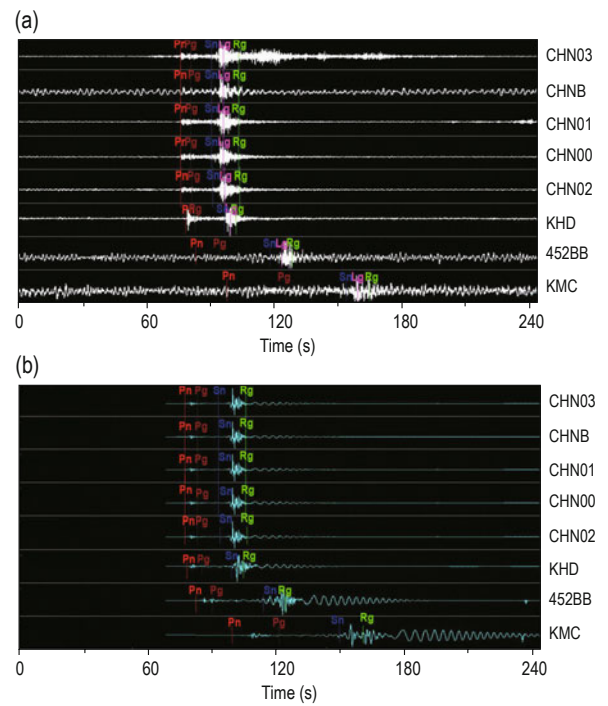 (a)
Pn Pg Sn Lg Rg CHN03
Pn Pg Sn Lg Rg CHNB
Pn Pg Sn Lg Rg CHN01
Pn Pg Sn Lg Rg CHN00
Pn Pg Sn Lg Rg CHN02
KHD
Pn Pg Sn Lg Rg 452BB
Pn Pg Sn Lg Rg KMC
0 60 120 180 240
Time (s)
(b)
Pn Pg Sn Rg CHN03
Pn Pg Sn Rg CHNB
Pn Pg Sn Rg CHN01
Pn Pg Sn Rg CHN00
Pn Pg Sn Rg CHN02
Pn Pg Sn Rg KHD
Pn Pg Sn Rg 452BB
Pn Pg Sn Rg KMC
0 60 120 180 240
Time (s)